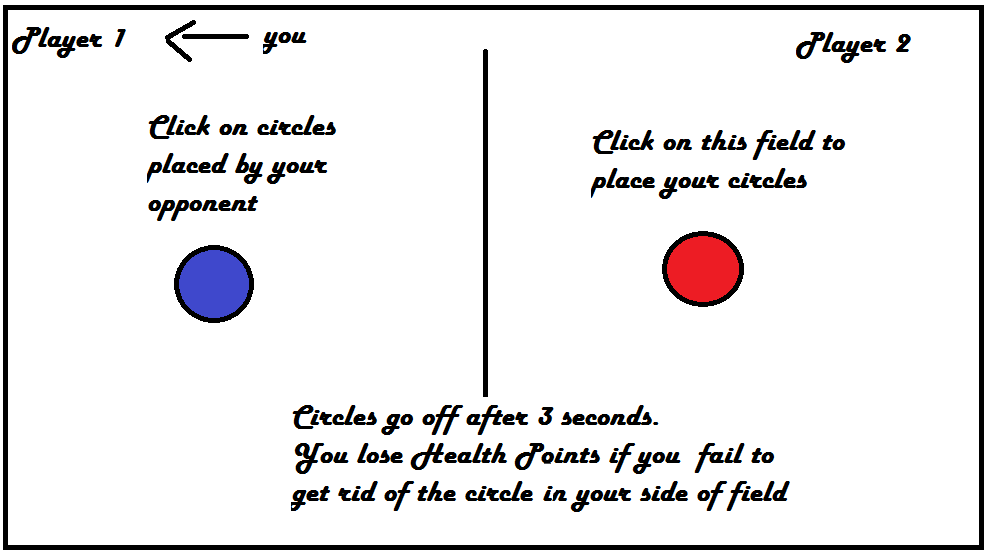 Player 1
you
Player 2
Click on circles
placed by your
opponent
Click on this field to
place your circles
Circles go off after 3 seconds.
You lose Health Points if you fail to
get rid of the circle in your side of field